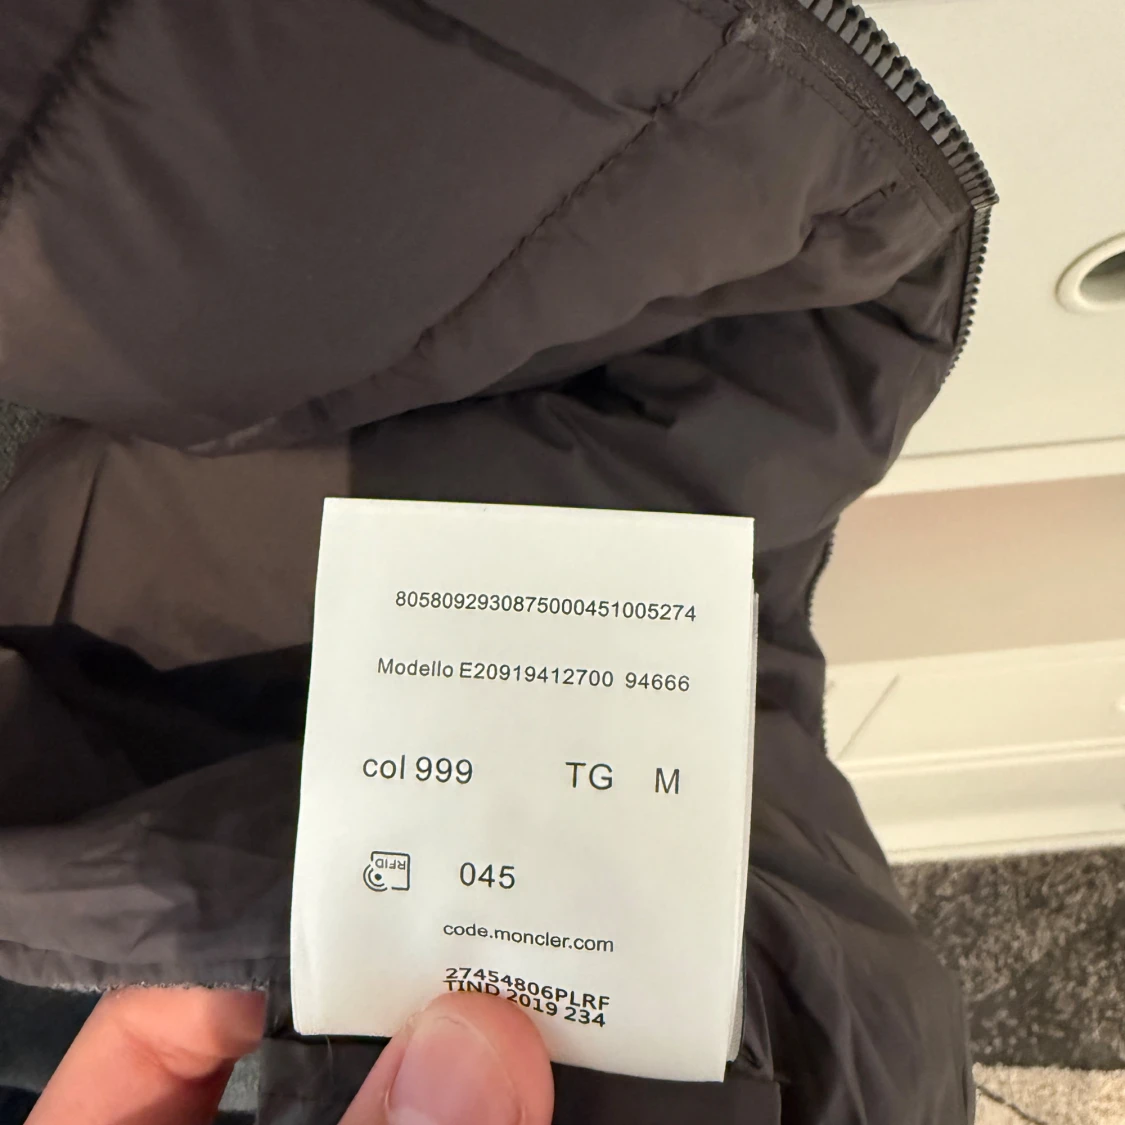 8058092930875000451005274
Modello E20919412700 94666
col 999 TG M
RFID
045
code.moncler.com
27454806PLRF
TIND 2019 234